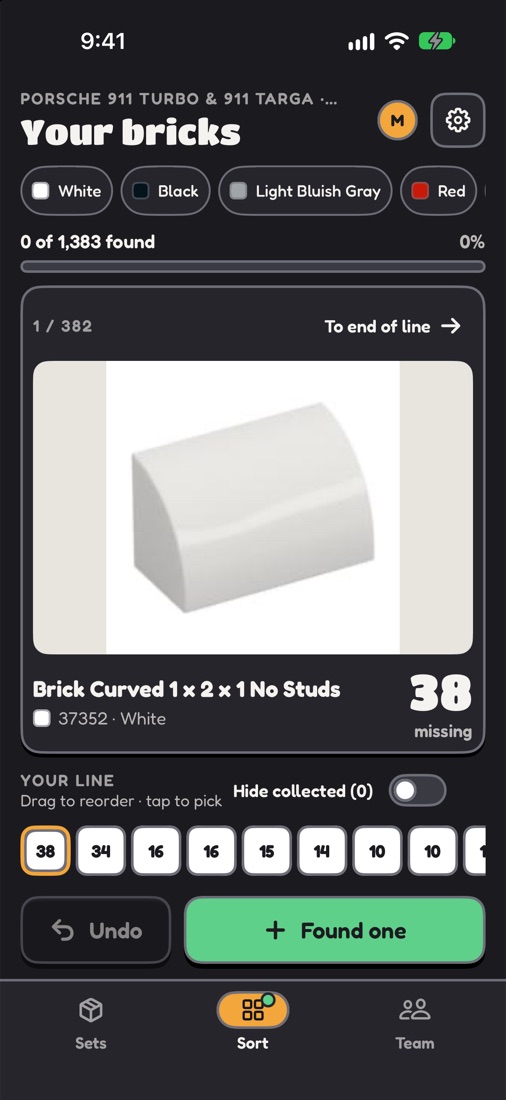 9:41
PORSCHE 911 TURBO & 911 TARGA ·...
Your bricks
M
White
Black
Light Bluish Gray
Red
0 of 1,383 found
0%
1 / 382
To end of line →
Brick Curved 1 x 2 x 1 No Studs
37352 · White
38
missing
YOUR LINE
Drag to reorder · tap to pick
Hide collected (0)
38
34
16
16
15
14
10
10
Undo
+ Found one
Sets
Sort
Team